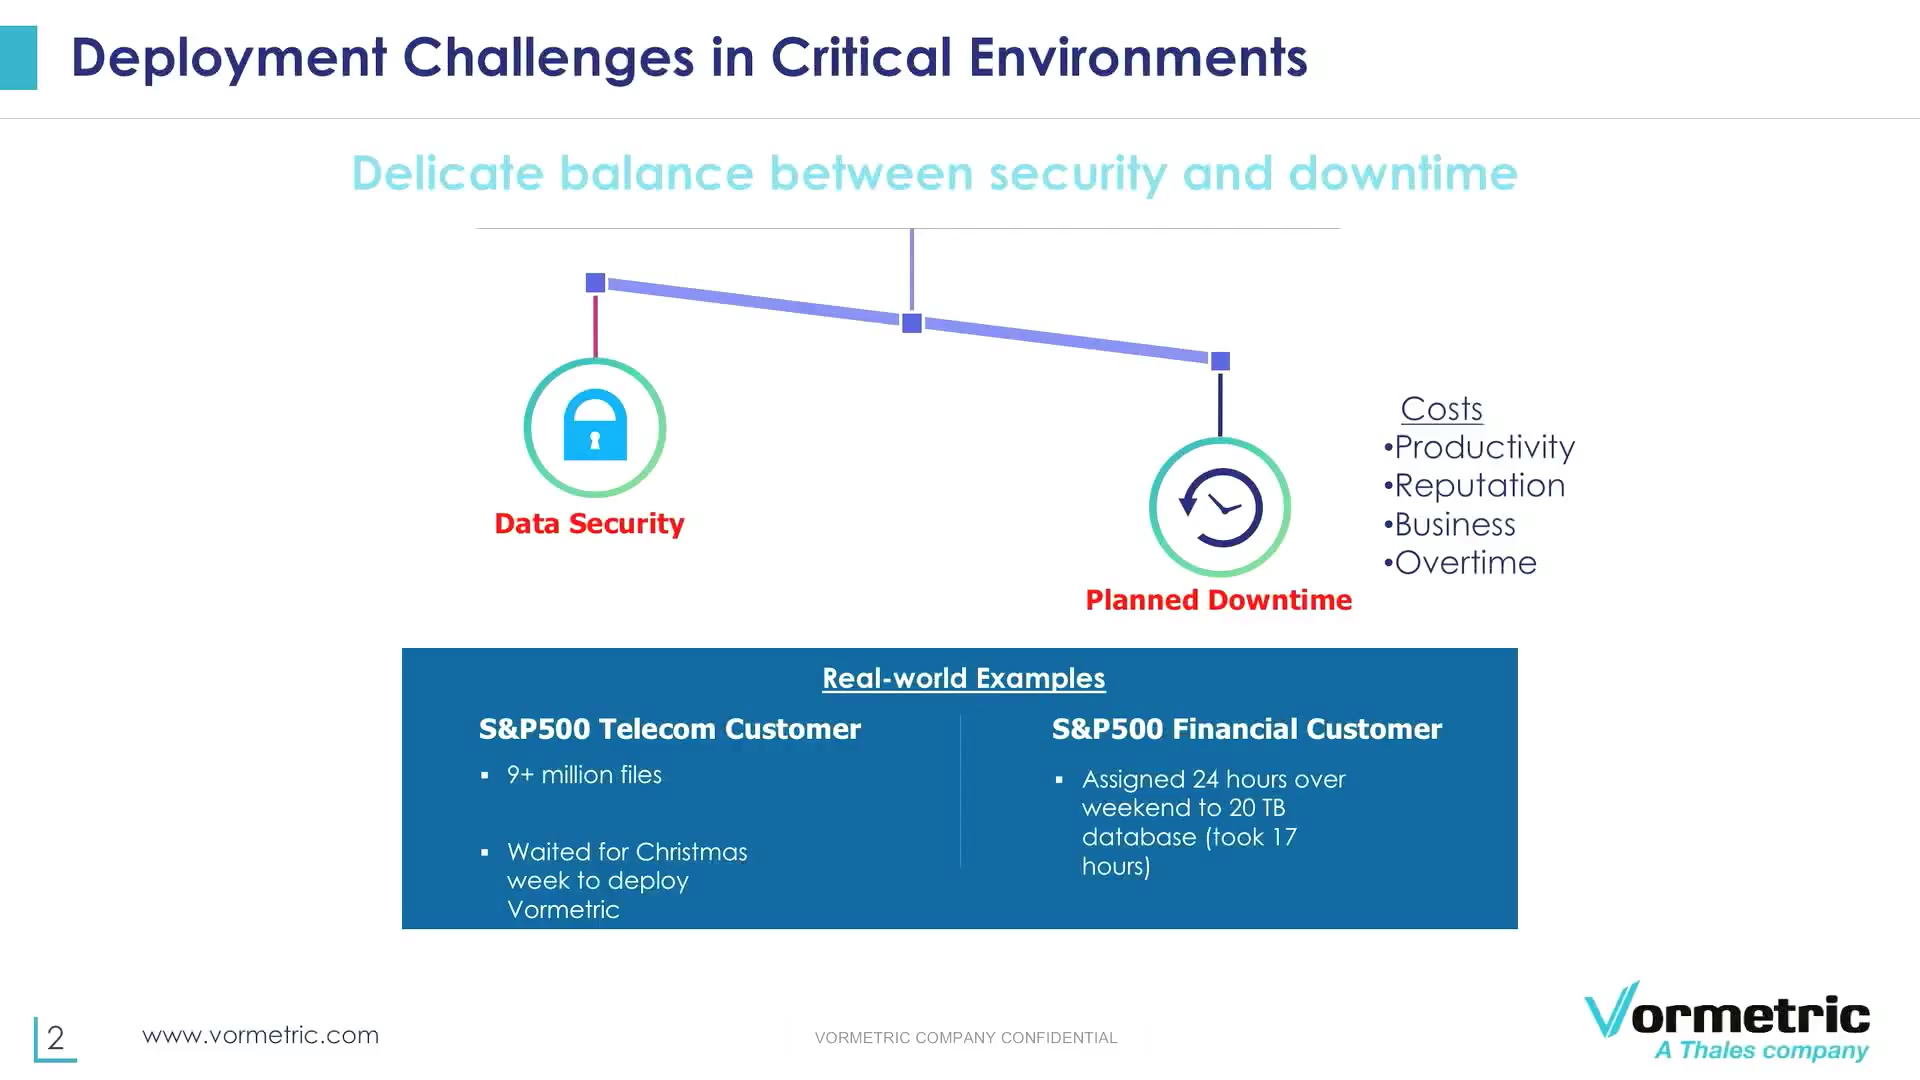 Deployment Challenges in Critical Environments
Delicate balance between security and downtime
Data Security
Planned Downtime
Costs
•Productivity
•Reputation
•Business
•Overtime
Real-world Examples
S&P500 Telecom Customer
▪ 9+ million files
▪ Waited for Christmas
week to deploy
Vormetric
S&P500 Financial Customer
▪ Assigned 24 hours over
weekend to 20 TB
database (took 17
hours)
2
www.vormetric.com
VORMETRIC COMPANY CONFIDENTIAL
Vormetric
A Thales company